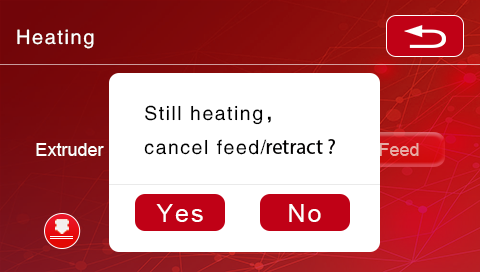 Heating
Still heating,
cancel feed/retract?
Extruder
Feed
Yes
No